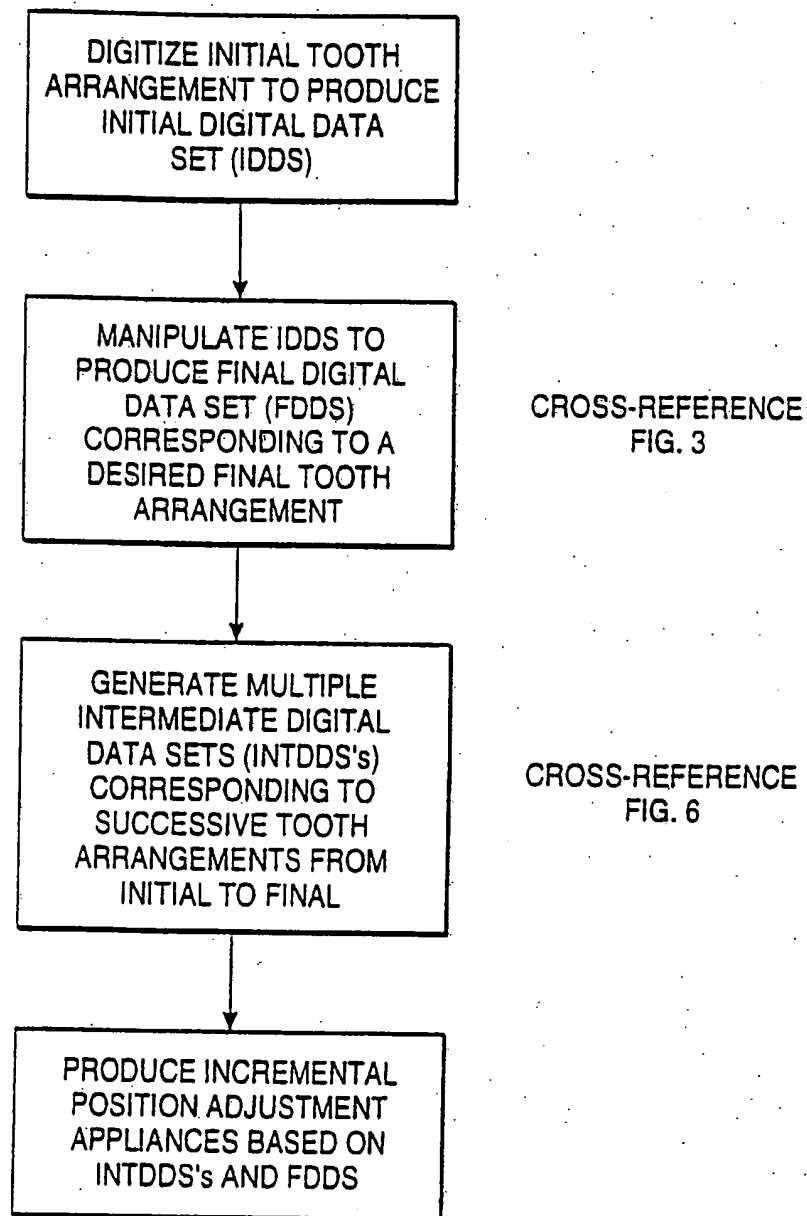 DIGITIZE INITIAL TOOTH
ARRANGEMENT TO PRODUCE
INITIAL DIGITAL DATA
SET (IDDS)
MANIPULATE IDDS TO
PRODUCE FINAL DIGITAL
DATA SET (FDDS)
CORRESPONDING TO A
DESIRED FINAL TOOTH
ARRANGEMENT
CROSS-REFERENCE
FIG. 3
GENERATE MULTIPLE
INTERMEDIATE DIGITAL
DATA SETS (INTDDS's)
CORRESPONDING TO
SUCCESSIVE TOOTH
ARRANGEMENTS FROM
INITIAL TO FINAL
CROSS-REFERENCE
FIG. 6
PRODUCE INCREMENTAL
POSITION ADJUSTMENT
APPLIANCES BASED ON
INTDDS's AND FDDS